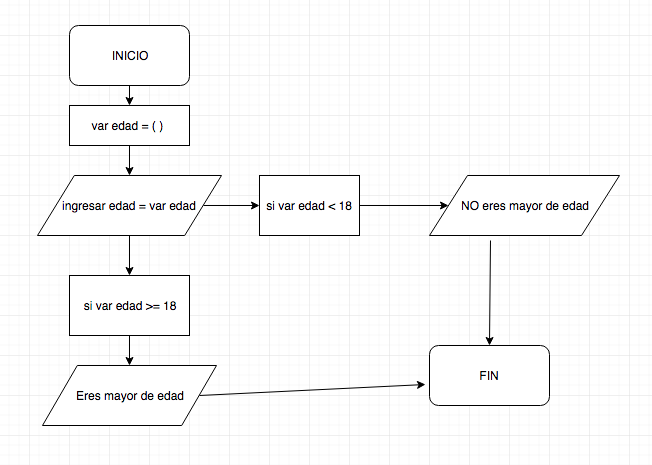 INICIO
var edad = ( )
ingresar edad = var edad
si var edad < 18
NO eres mayor de edad
si var edad >= 18
Eres mayor de edad
FIN